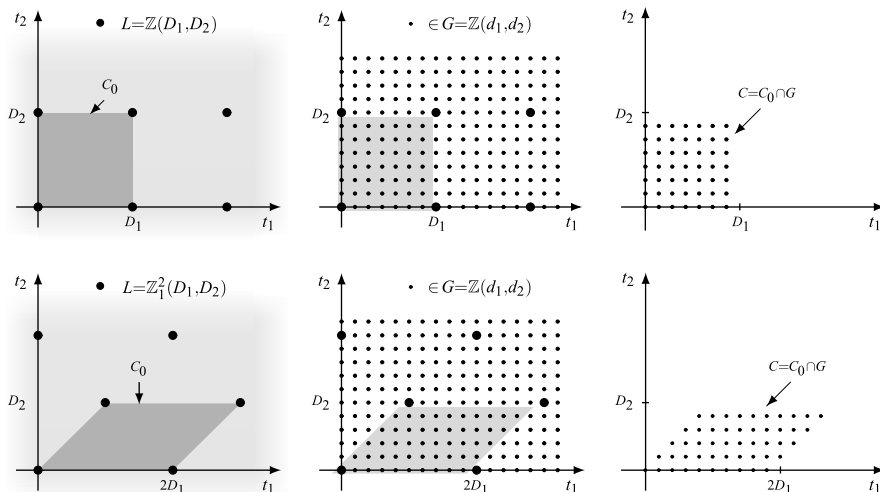 t₂
L=ℤ(D₁,D₂)
C₀
D₂
D₁
t₁
t₂
∈G=ℤ(d₁,d₂)
D₂
D₁
t₁
t₂
C=C₀∩G
D₂
D₁
t₁
t₂
L=ℤ₁²(D₁,D₂)
C₀
D₂
2D₁
t₁
t₂
∈G=ℤ(d₁,d₂)
D₂
2D₁
t₁
t₂
C=C₀∩G
D₂
2D₁
t₁